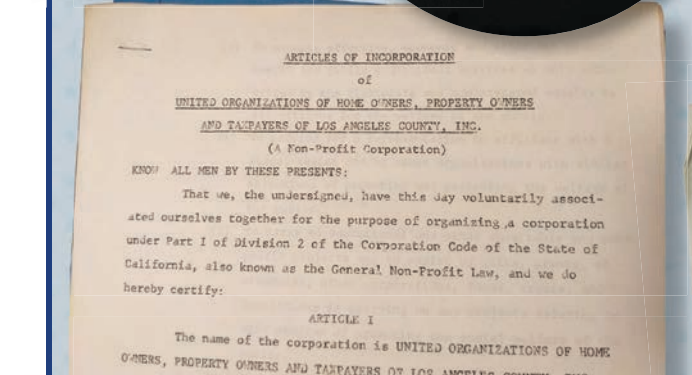 ARTICLES OF INCORPORATION
of
UNITED ORGANIZATIONS OF HOME OWNERS, PROPERTY OWNERS
AND TAXPAYERS OF LOS ANGELES COUNTY, INC.
(A Non-Profit Corporation)
KNOW ALL MEN BY THESE PRESENTS:
That we, the undersigned, have this day voluntarily associ-
ated ourselves together for the purpose of organizing a corporation
under Part I of Division 2 of the Corporation Code of the State of
California, also known as the General Non-Profit Law, and we do
hereby certify:
ARTICLE I
The name of the corporation is UNITED ORGANIZATIONS OF HOME
OWNERS, PROPERTY OWNERS AND TAXPAYERS OF LOS ANGELES